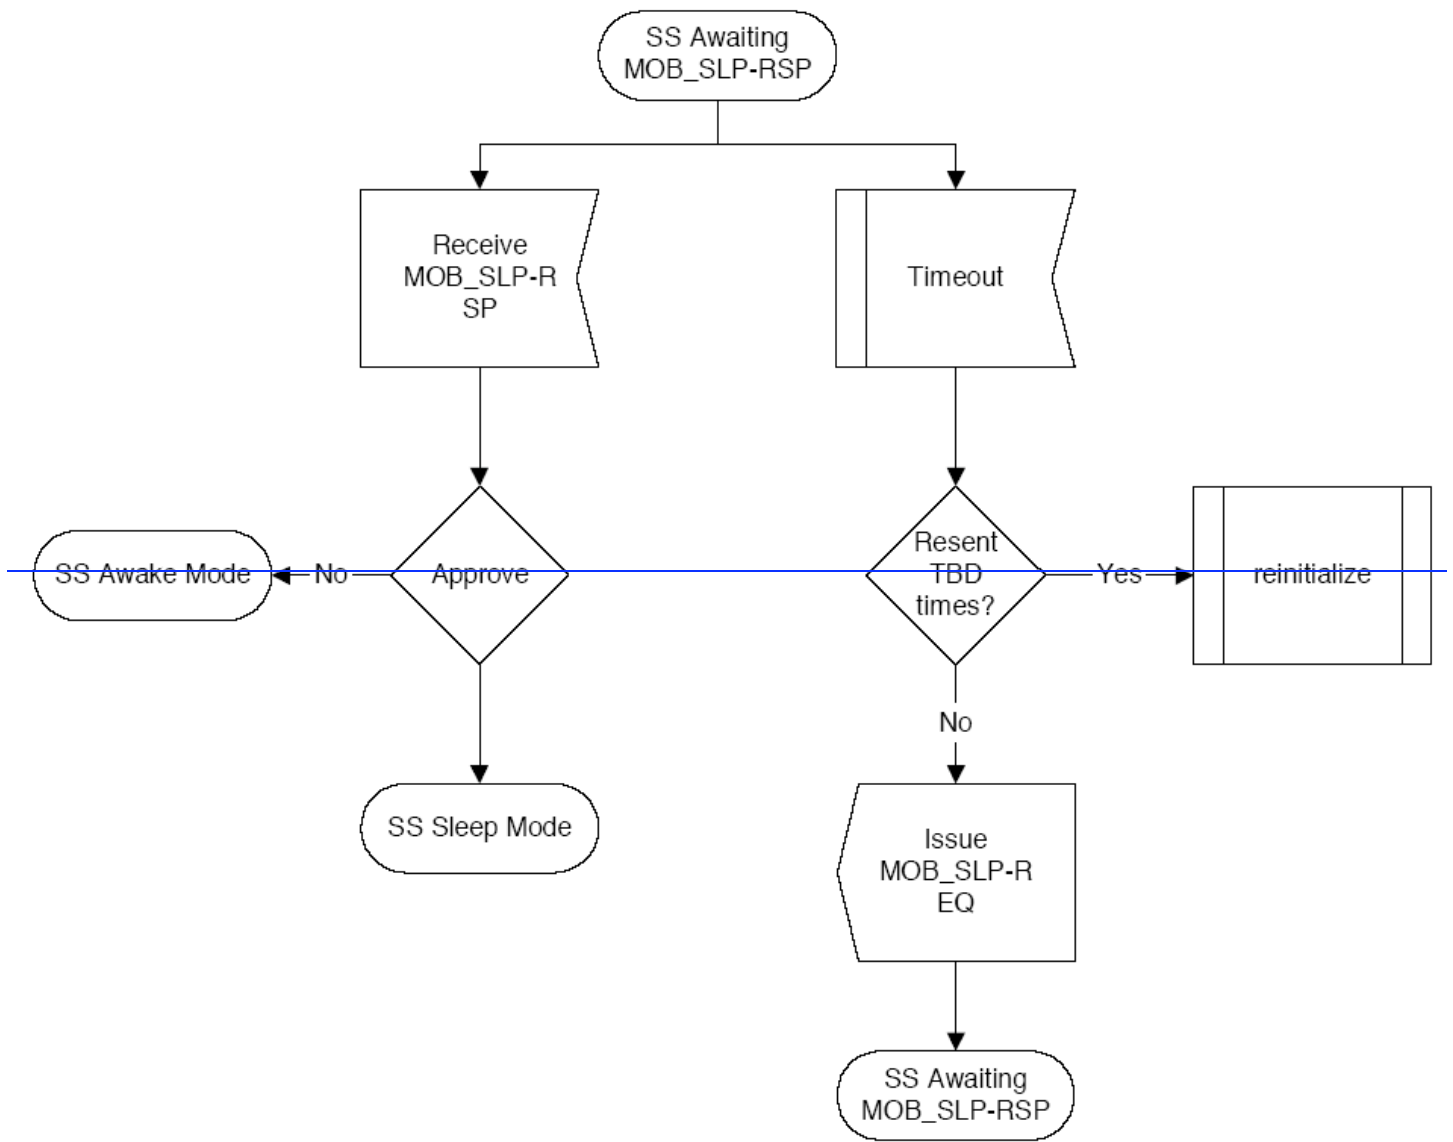 SS Awaiting
MOB_SLP-RSP
Receive
MOB_SLP-R
SP
Timeout
SS Awake Mode
No
Approve
Resent
TBD
times?
Yes
reinitialize
No
SS Sleep Mode
Issue
MOB_SLP-R
EQ
SS Awaiting
MOB_SLP-RSP